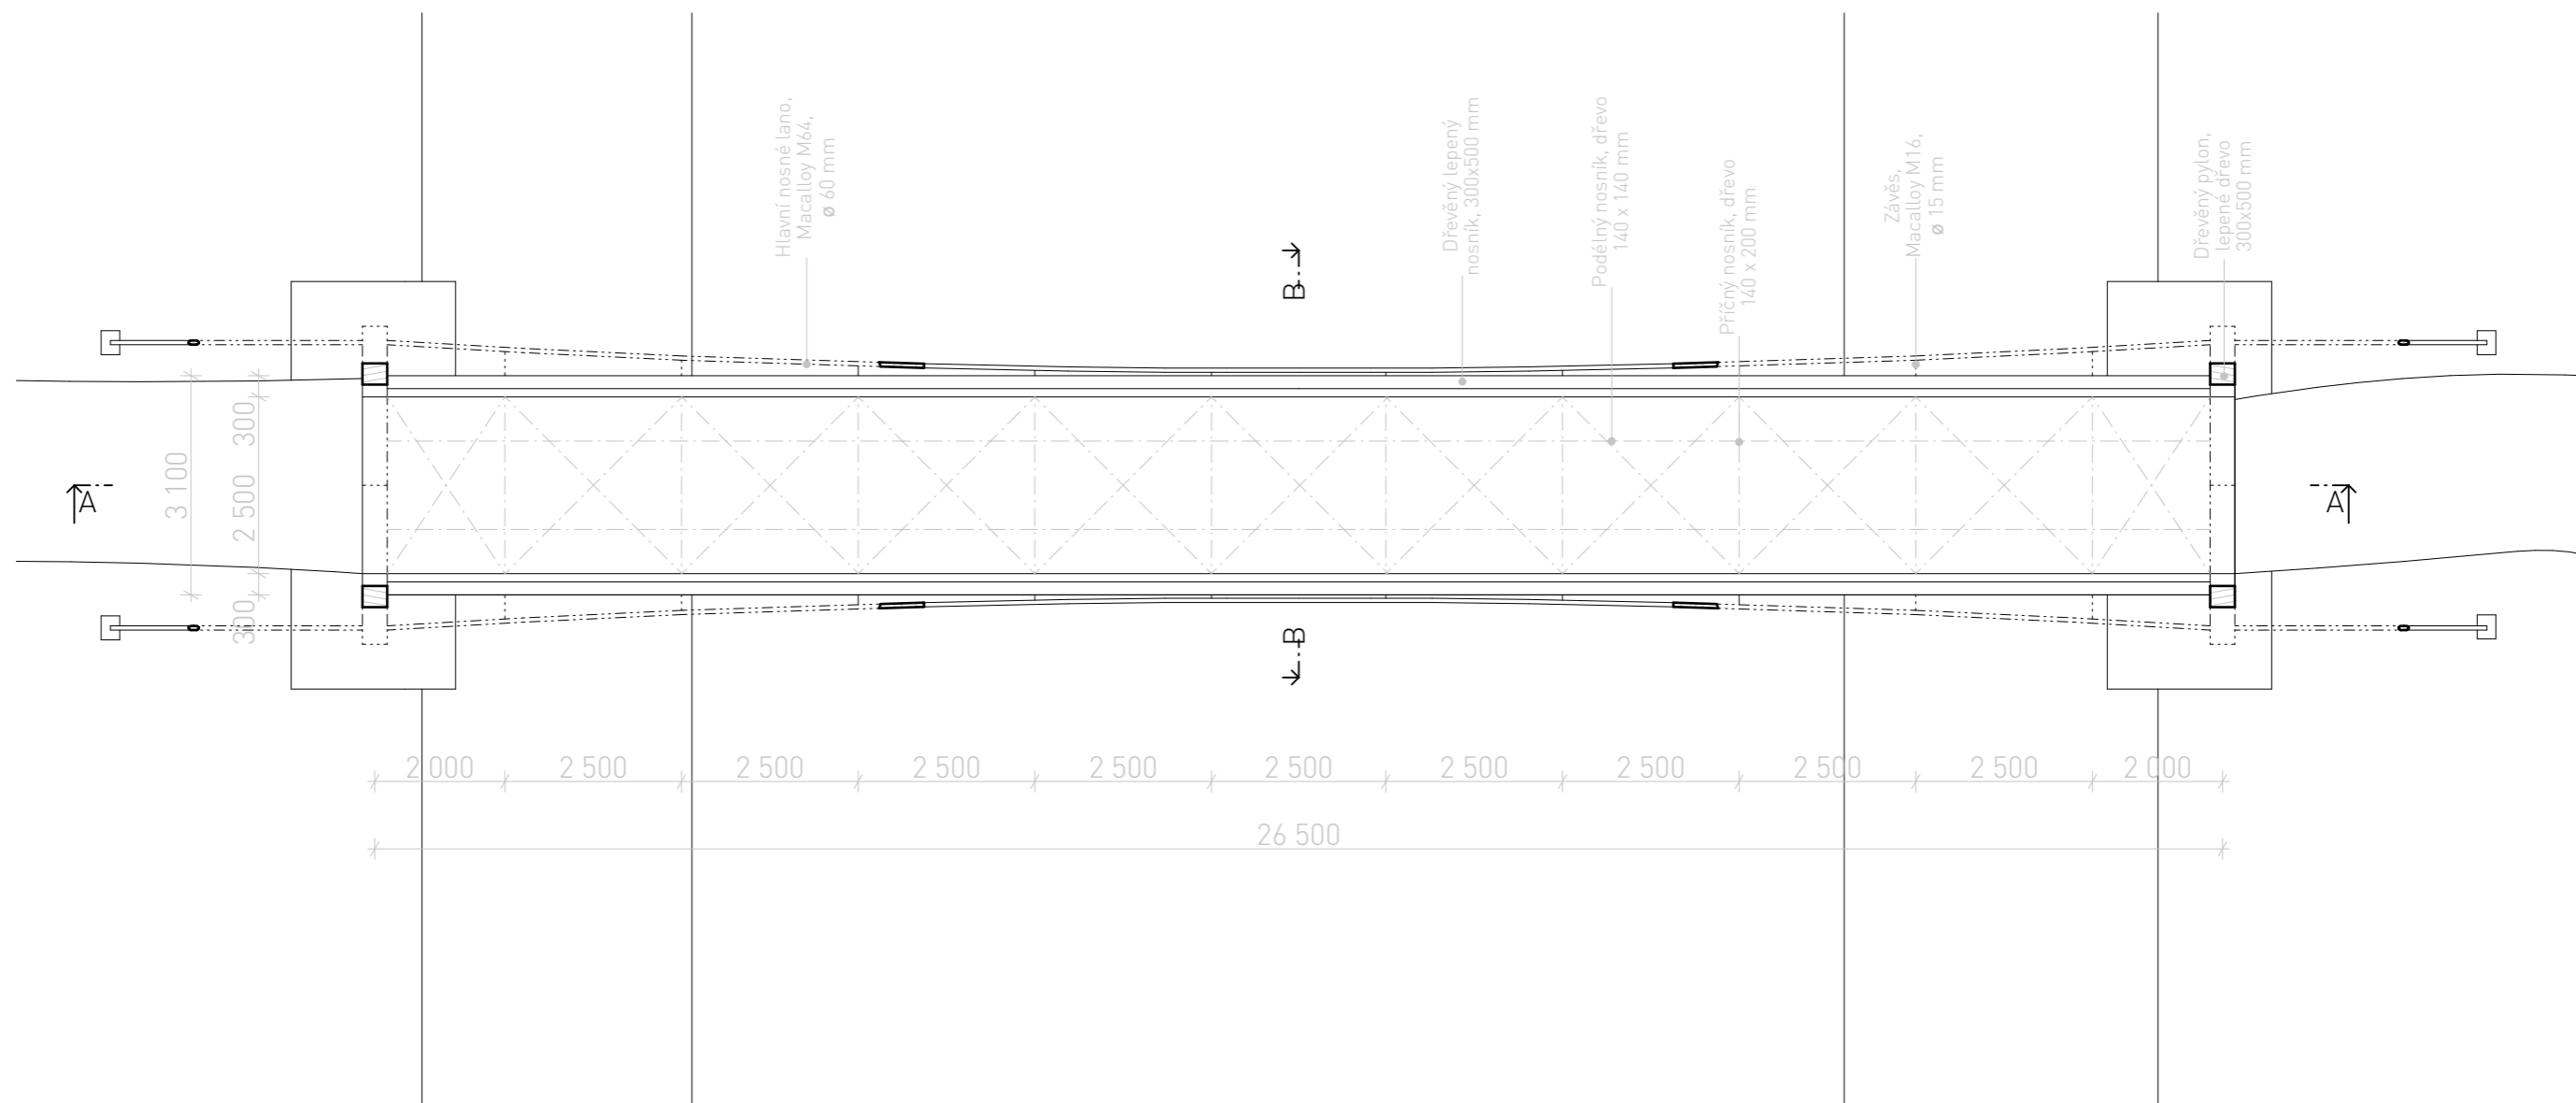 Hlavní nosné lano,
Macalloy M64,
ø 60 mm
Dřevěný lepený
nosník, 300x500 mm
Podélný nosník, dřevo
140 x 140 mm
Příčný nosník, dřevo
140 x 200 mm
Závěs,
Macalloy M16,
ø 15 mm
Dřevěný pylon,
lepené dřevo
300x500 mm
B
A
3 100
300
2 500
300
A
B
2 000
2 500
2 500
2 500
2 500
2 500
2 500
2 500
2 500
2 500
2 000
26 500